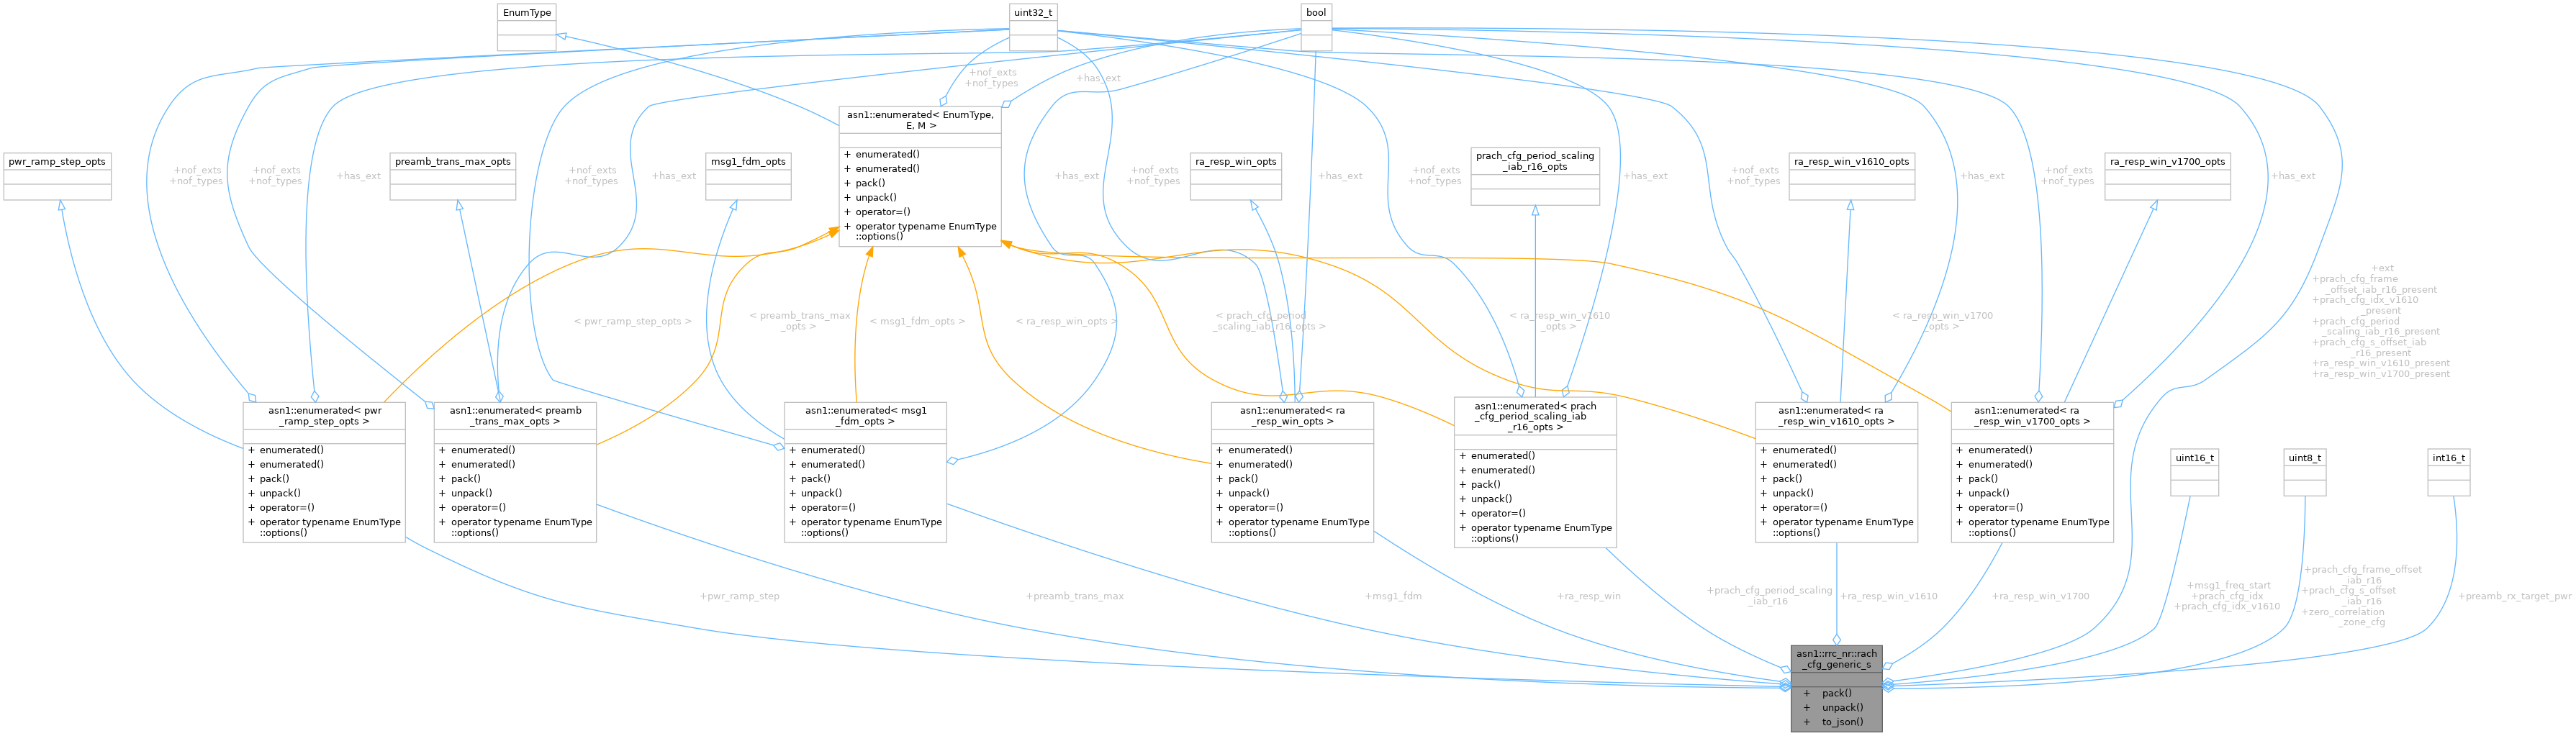 EnumType
uint32_t
bool
+nof_exts
+nof_types
+has_ext
asn1::enumerated< EnumType,
E, M >
+ enumerated()
+ enumerated()
+ pack()
+ unpack()
+ operator=()
+ operator typename EnumType
::options()
pwr_ramp_step_opts
preamb_trans_max_opts
msg1_fdm_opts
ra_resp_win_opts
prach_cfg_period_scaling
_iab_r16_opts
ra_resp_win_v1610_opts
ra_resp_win_v1700_opts
+nof_exts
+nof_types
+nof_exts
+nof_types
+has_ext
+nof_exts
+nof_types
+has_ext
+has_ext
+nof_exts
+nof_types
+has_ext
+nof_exts
+nof_types
+has_ext
+nof_exts
+nof_types
+has_ext
+nof_exts
+nof_types
+has_ext
< pwr_ramp_step_opts >
< preamb_trans_max
_opts >
< msg1_fdm_opts >
< ra_resp_win_opts >
< prach_cfg_period
_scaling_iab_r16_opts >
< ra_resp_win_v1610
_opts >
< ra_resp_win_v1700
_opts >
+ext
+prach_cfg_frame
_offset_iab_r16_present
+prach_cfg_idx_v1610
_present
+prach_cfg_period
_scaling_iab_r16_present
+prach_cfg_s_offset_iab
_r16_present
+ra_resp_win_v1610_present
+ra_resp_win_v1700_present
asn1::enumerated< pwr
_ramp_step_opts >
+ enumerated()
+ enumerated()
+ pack()
+ unpack()
+ operator=()
+ operator typename EnumType
::options()
asn1::enumerated< preamb
_trans_max_opts >
+ enumerated()
+ enumerated()
+ pack()
+ unpack()
+ operator=()
+ operator typename EnumType
::options()
asn1::enumerated< msg1
_fdm_opts >
+ enumerated()
+ enumerated()
+ pack()
+ unpack()
+ operator=()
+ operator typename EnumType
::options()
asn1::enumerated< ra
_resp_win_opts >
+ enumerated()
+ enumerated()
+ pack()
+ unpack()
+ operator=()
+ operator typename EnumType
::options()
asn1::enumerated< prach
_cfg_period_scaling_iab
_r16_opts >
+ enumerated()
+ enumerated()
+ pack()
+ unpack()
+ operator=()
+ operator typename EnumType
::options()
asn1::enumerated< ra
_resp_win_v1610_opts >
+ enumerated()
+ enumerated()
+ pack()
+ unpack()
+ operator=()
+ operator typename EnumType
::options()
asn1::enumerated< ra
_resp_win_v1700_opts >
+ enumerated()
+ enumerated()
+ pack()
+ unpack()
+ operator=()
+ operator typename EnumType
::options()
uint16_t
uint8_t
int16_t
+pwr_ramp_step
+preamb_trans_max
+msg1_fdm
+ra_resp_win
+prach_cfg_period_scaling
_iab_r16
+ra_resp_win_v1610
+ra_resp_win_v1700
+msg1_freq_start
+prach_cfg_idx
+prach_cfg_idx_v1610
+prach_cfg_frame_offset
_iab_r16
+prach_cfg_s_offset
_iab_r16
+zero_correlation
_zone_cfg
+preamb_rx_target_pwr
asn1::rrc_nr::rach
_cfg_generic_s
+ pack()
+ unpack()
+ to_json()